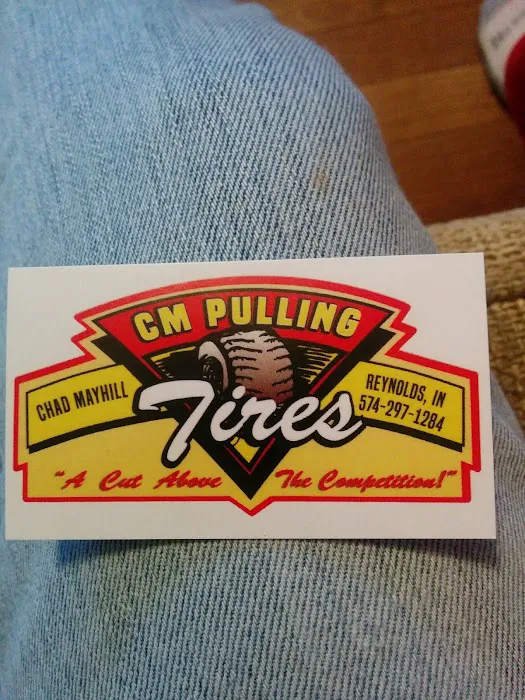 CM PULLING
Tires
CHAD MAYHILL
REYNOLDS, IN
574-297-1284
"A Cut Above The Competition!"